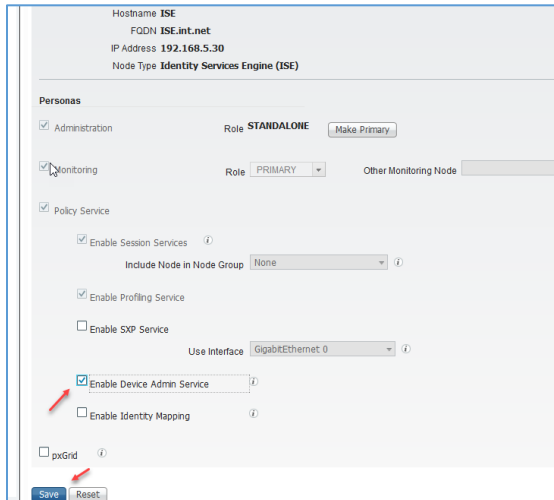 Hostname ISE
FQDN ISE.int.net
IP Address 192.168.5.30
Node Type Identity Services Engine (ISE)
Personas
Administration Role STANDALONE Make Primary
Monitoring Role PRIMARY Other Monitoring Node
Policy Service
Enable Session Services i
Include Node in Node Group None i
Enable Profiling Service
Enable SXP Service
Use Interface GigabitEthernet 0 i
Enable Device Admin Service i
Enable Identity Mapping i
pxGrid i
Save Reset